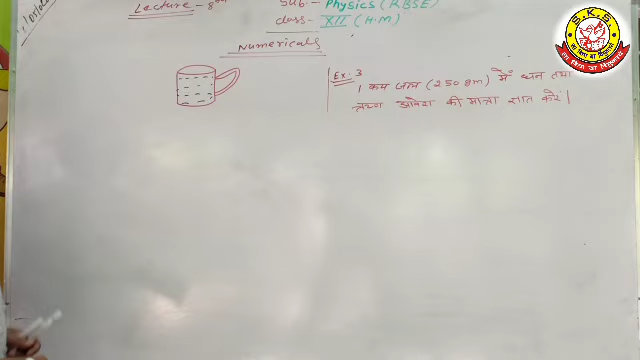 Lecture - 8th
Sub.:- Physics (RBSE)
class:- XII (H.M)
Numericals
Ex. 3
1 कप जल (250 gm) में धन तथा
ऋण आवेश की मात्रा ज्ञात करें।
S.K.S.